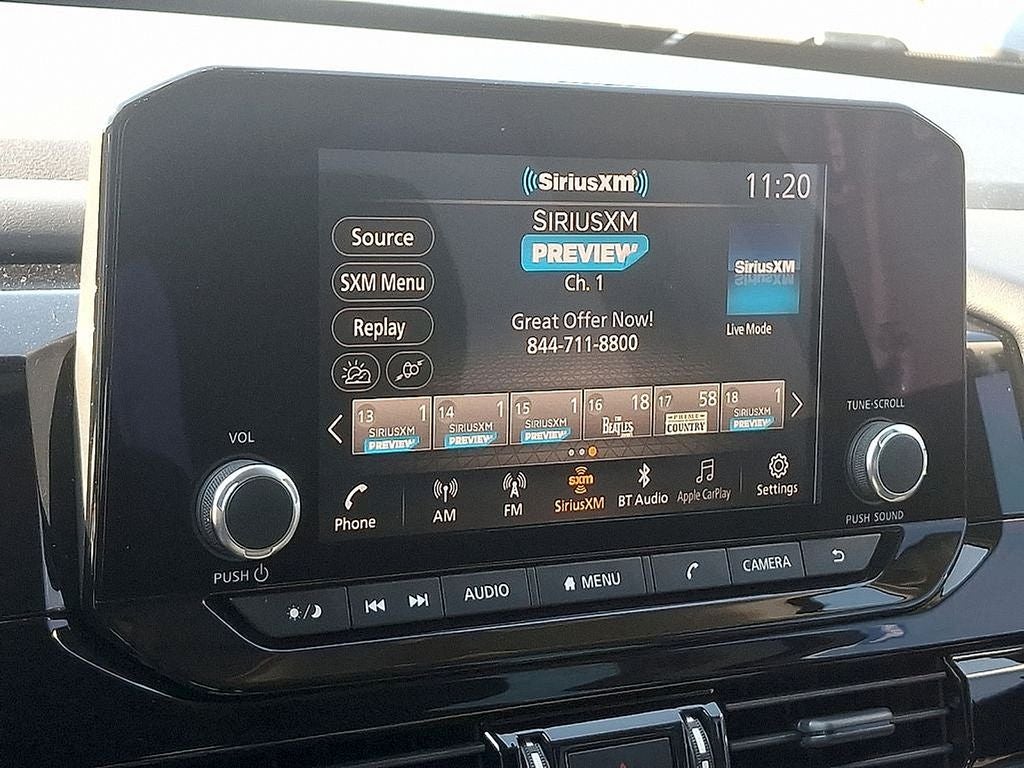 SiriusXM
11:20
Source
SIRIUSXM
PREVIEW
SXM Menu
Ch. 1
SiriusXM
Replay
Great Offer Now!
844-711-8800
Live Mode
13 1
SIRIUSXM
PREVIEW
14 1
SIRIUSXM
PREVIEW
15 1
SIRIUSXM
PREVIEW
16 18
THE
BEATLES
17 58
PRIME
COUNTRY
18 1
SIRIUSXM
PREVIEW
Phone
AM
FM
sxm
SiriusXM
BT Audio
Apple CarPlay
Settings
VOL
PUSH
TUNE·SCROLL
PUSH SOUND
AUDIO
MENU
CAMERA